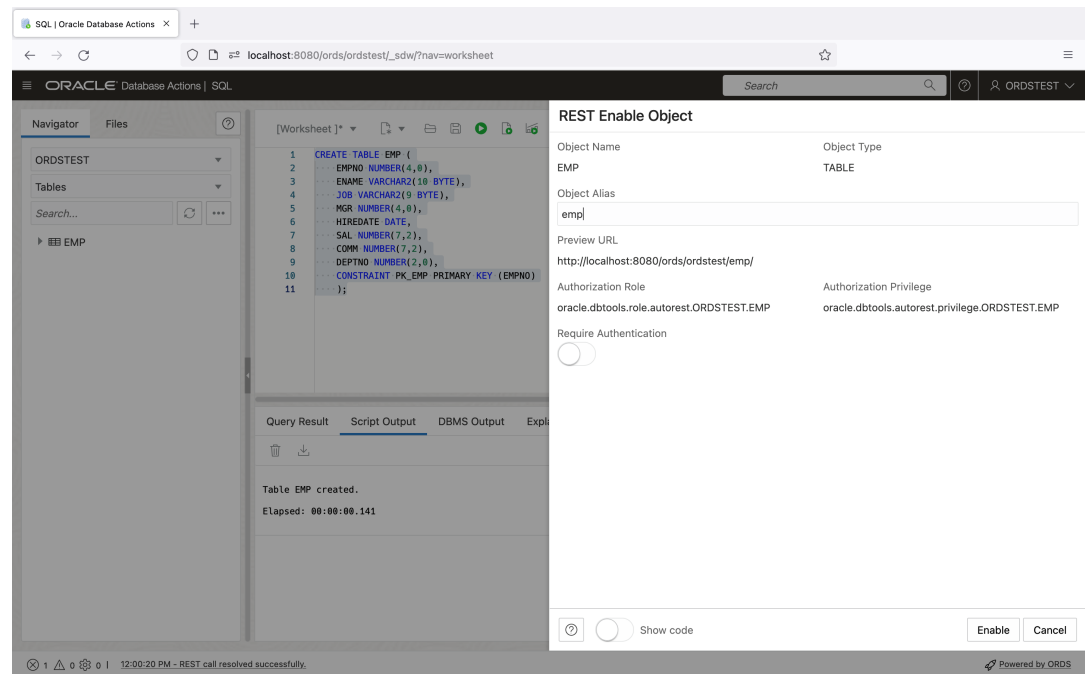 SQL | Oracle Database Actions
localhost:8080/ords/ordstest/_sdw/?nav=worksheet
ORACLE Database Actions | SQL
Search
ORDSTEST
Navigator
Files
ORDSTEST
Tables
Search...
EMP
[Worksheet ]*
1 CREATE TABLE EMP (
2 EMPNO NUMBER(4,0),
3 ENAME VARCHAR2(10 BYTE),
4 JOB VARCHAR2(9 BYTE),
5 MGR NUMBER(4,0),
6 HIREDATE DATE,
7 SAL NUMBER(7,2),
8 COMM NUMBER(7,2),
9 DEPTNO NUMBER(2,0),
10 CONSTRAINT PK_EMP PRIMARY KEY (EMPNO)
11 );
Query Result Script Output DBMS Output Expla
Table EMP created.
Elapsed: 00:00:00.141
REST Enable Object
Object Name Object Type
EMP TABLE
Object Alias
emp
Preview URL
http://localhost:8080/ords/ordstest/emp/
Authorization Role Authorization Privilege
oracle.dbtools.role.autorest.ORDSTEST.EMP oracle.dbtools.autorest.privilege.ORDSTEST.EMP
Require Authentication
Show code
Enable Cancel
1 0 0 | 12:00:20 PM - REST call resolved successfully.
Powered by ORDS